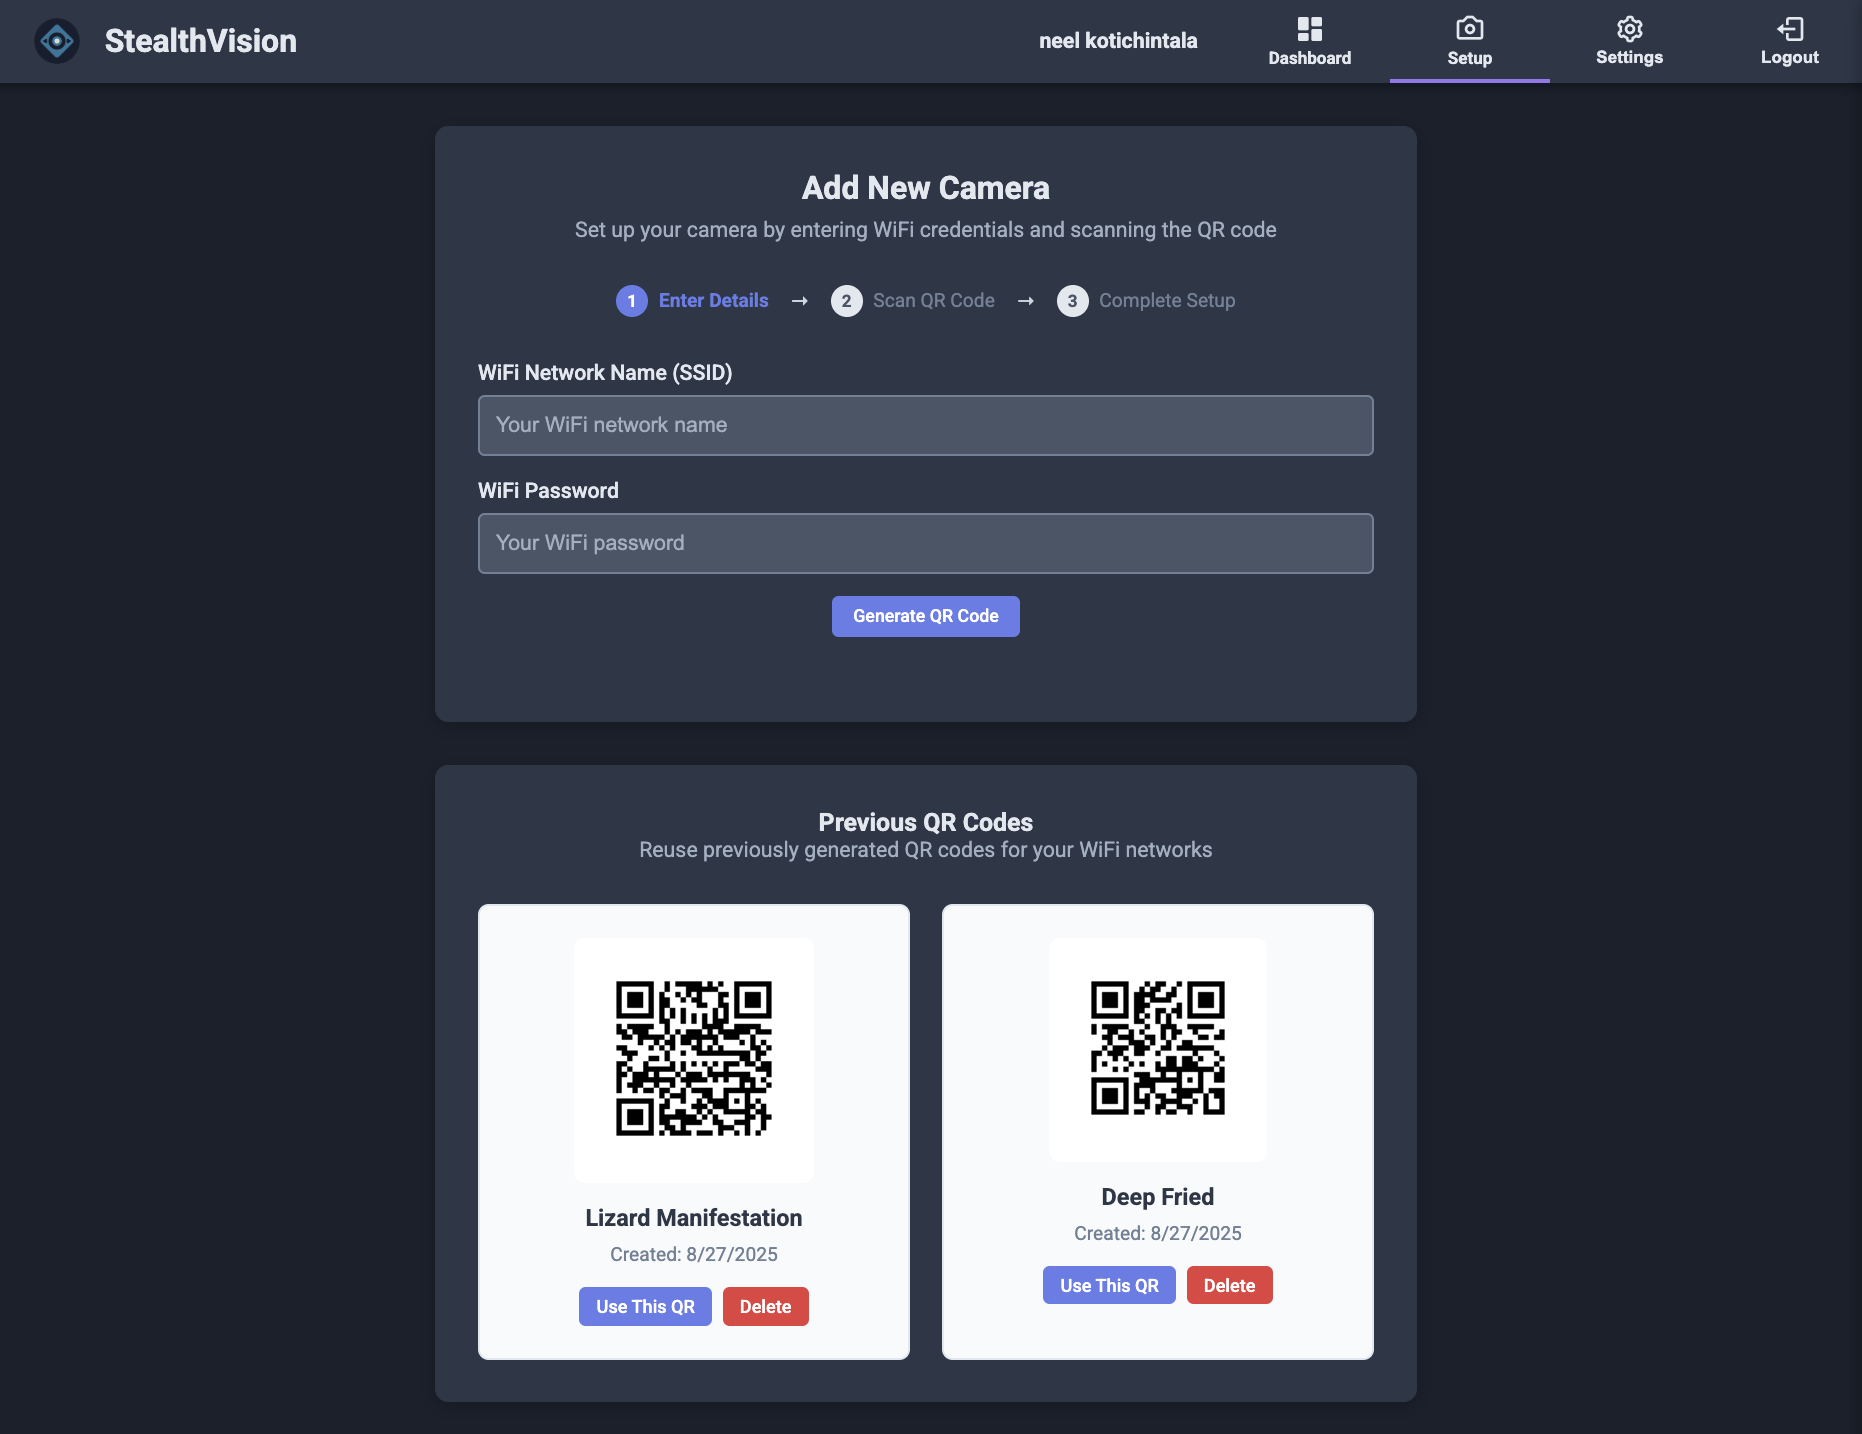 StealthVision
neel kotichintala
Dashboard
Setup
Settings
Logout
Add New Camera
Set up your camera by entering WiFi credentials and scanning the QR code
1 Enter Details → 2 Scan QR Code → 3 Complete Setup
WiFi Network Name (SSID)
Your WiFi network name
WiFi Password
Your WiFi password
Generate QR Code
Previous QR Codes
Reuse previously generated QR codes for your WiFi networks
Lizard Manifestation
Created: 8/27/2025
Use This QR
Delete
Deep Fried
Created: 8/27/2025
Use This QR
Delete